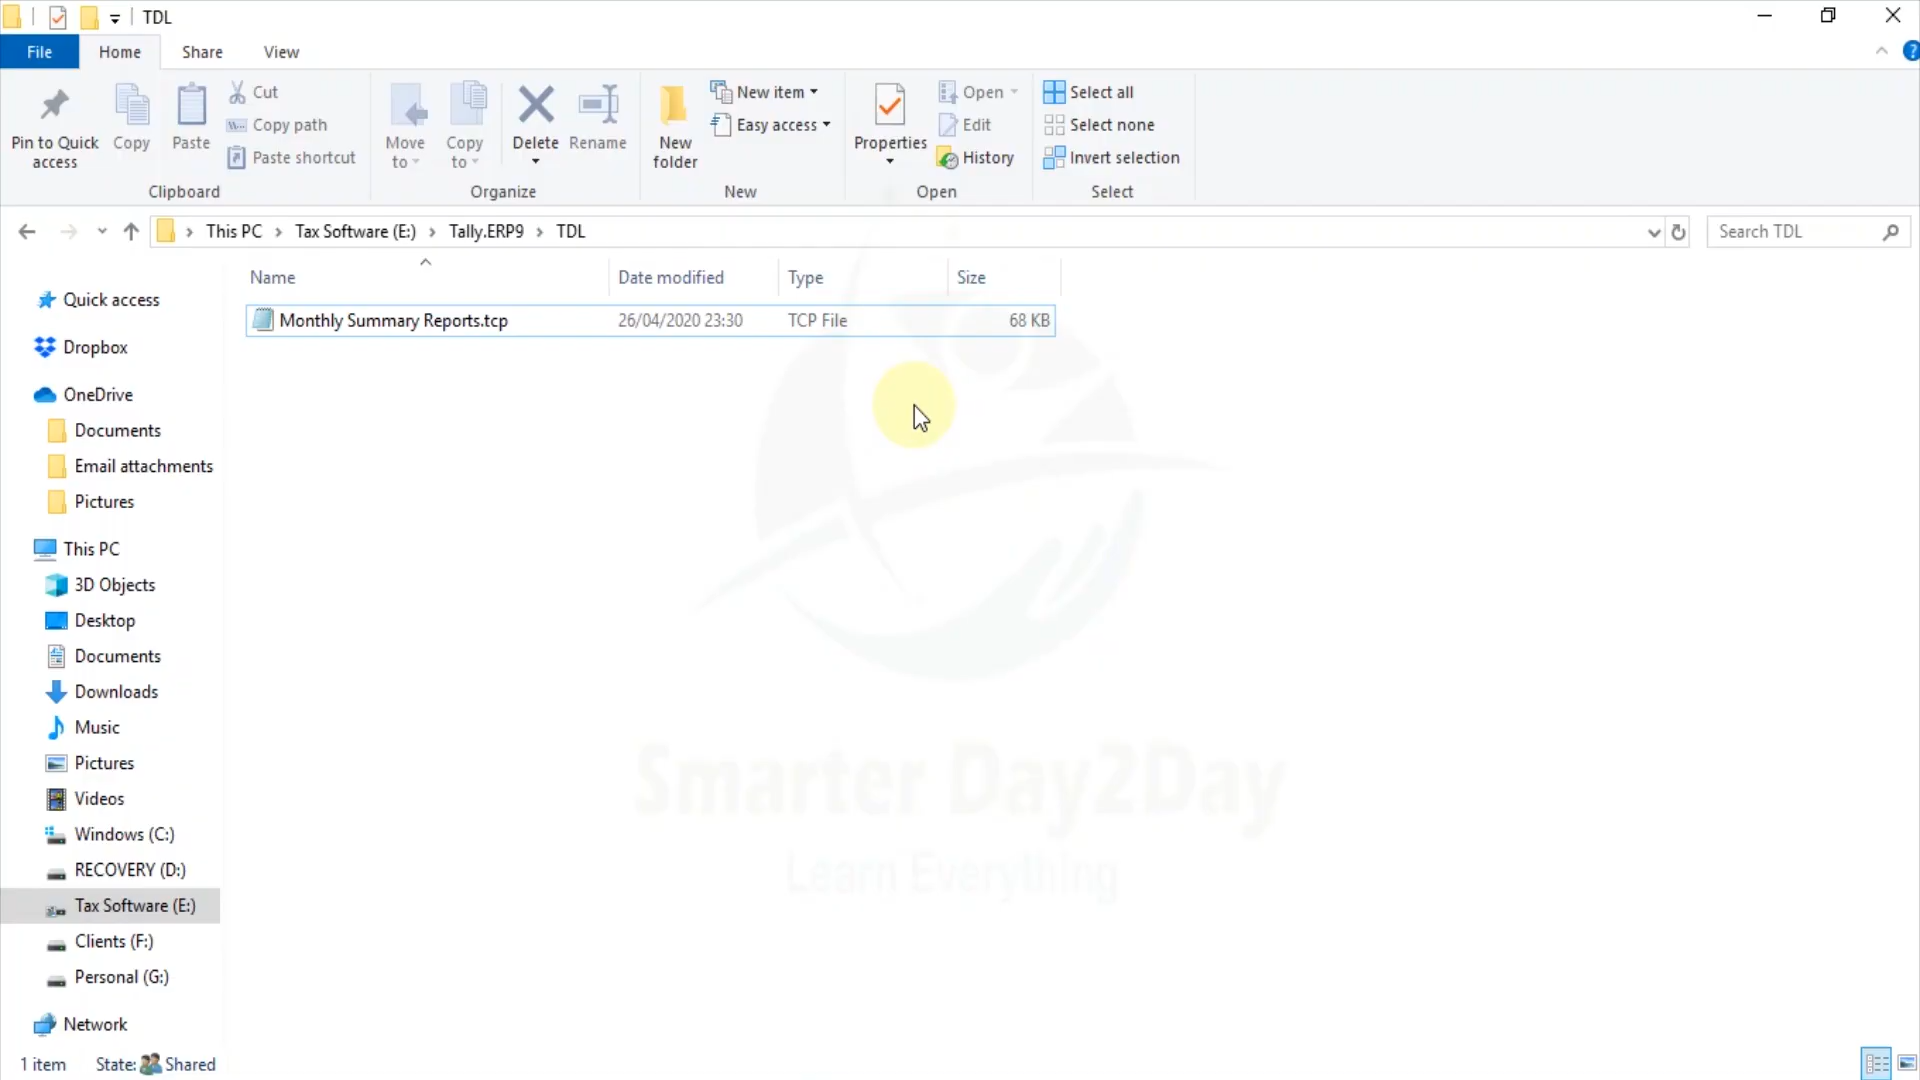 TDL
File Home Share View
Pin to Quick access
Copy
Paste
Cut
Copy path
Paste shortcut
Clipboard
Move to
Copy to
Delete
Rename
Organize
New folder
New item
Easy access
New
Properties
Open
Edit
History
Open
Select all
Select none
Invert selection
Select
This PC > Tax Software (E:) > Tally.ERP9 > TDL
Search TDL
Name Date modified Type Size
Monthly Summary Reports.tcp 26/04/2020 23:30 TCP File 68 KB
Quick access
Dropbox
OneDrive
Documents
Email attachments
Pictures
This PC
3D Objects
Desktop
Documents
Downloads
Music
Pictures
Videos
Windows (C:)
RECOVERY (D:)
Tax Software (E:)
Clients (F:)
Personal (G:)
Network
Smarter Day2Day
Learn Everything
1 item State: Shared